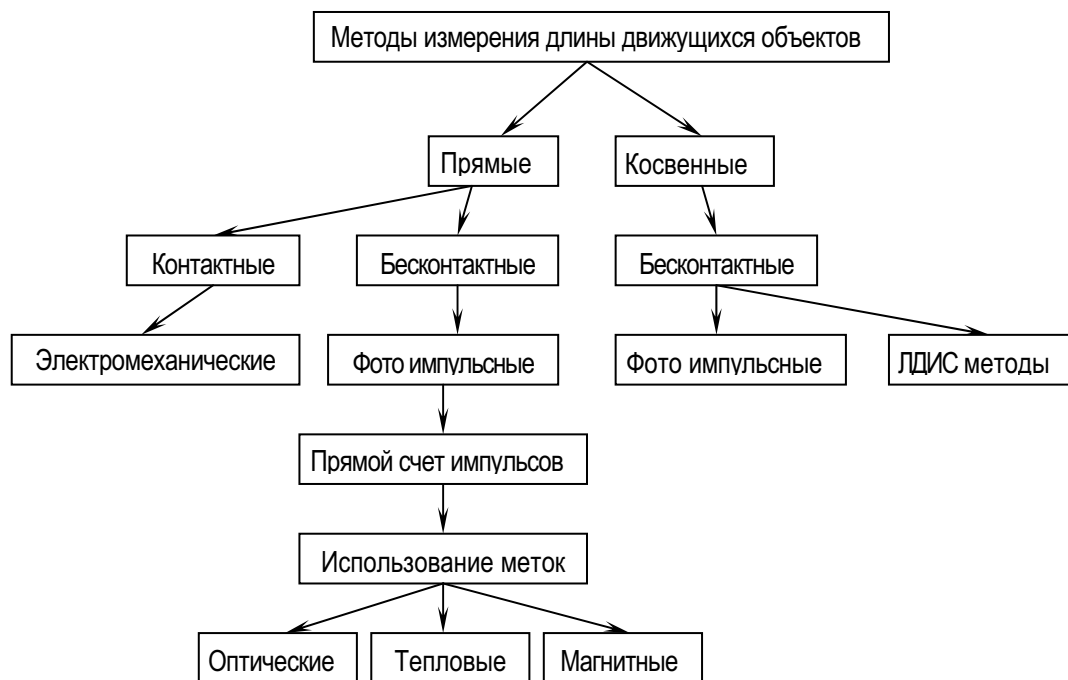 Методы измерения длины движущихся объектов
Прямые
Косвенные
Контактные
Бесконтактные
Бесконтактные
Электромеханические
Фото импульсные
Фото импульсные
ЛДИС методы
Прямой счет импульсов
Использование меток
Оптические
Тепловые
Магнитные